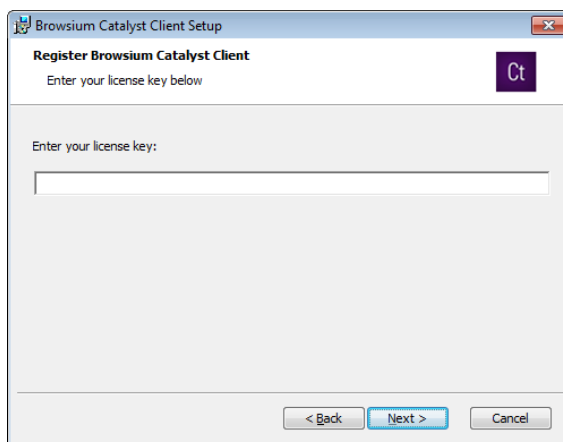 Browsium Catalyst Client Setup
Register Browsium Catalyst Client
Enter your license key below
Ct
Enter your license key:
< Back
Next >
Cancel